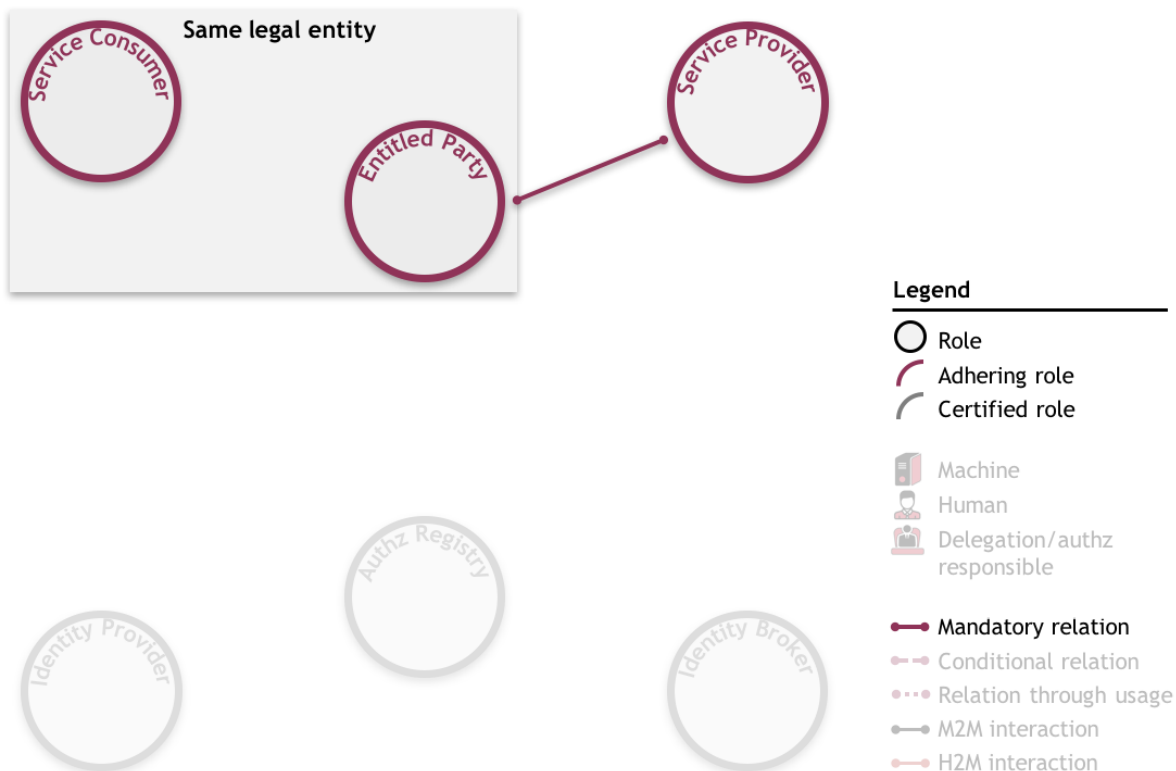 Same legal entity
Service Consumer
Service Provider
Entitled Party
Legend
Role
Adhering role
Certified role
Machine
Human
Delegation/authz
responsible
Authz Registry
Identity Provider
Identity Broker
Mandatory relation
Conditional relation
Relation through usage
M2M interaction
H2M interaction